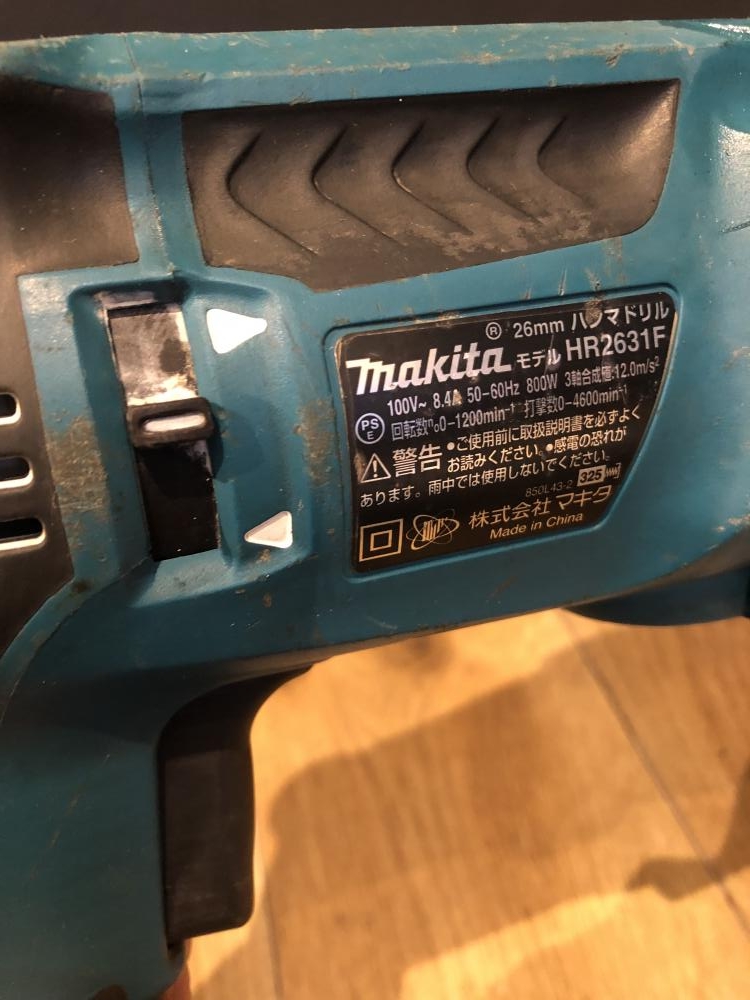 ® 26mm ハンマドリル
makita モデル HR2631F
100V~ 8.4A 50-60Hz 800W 3軸合成値:12.0m/s²
PS E 回転数n₀0-1200min⁻¹ 打撃数0-4600min⁻¹
警告 •ご使用前に取扱説明書を必ずよく
お読みください。•感電の恐れが
あります。雨中では使用しないでください。
850L43-2 325
株式会社 マキタ
Made in China